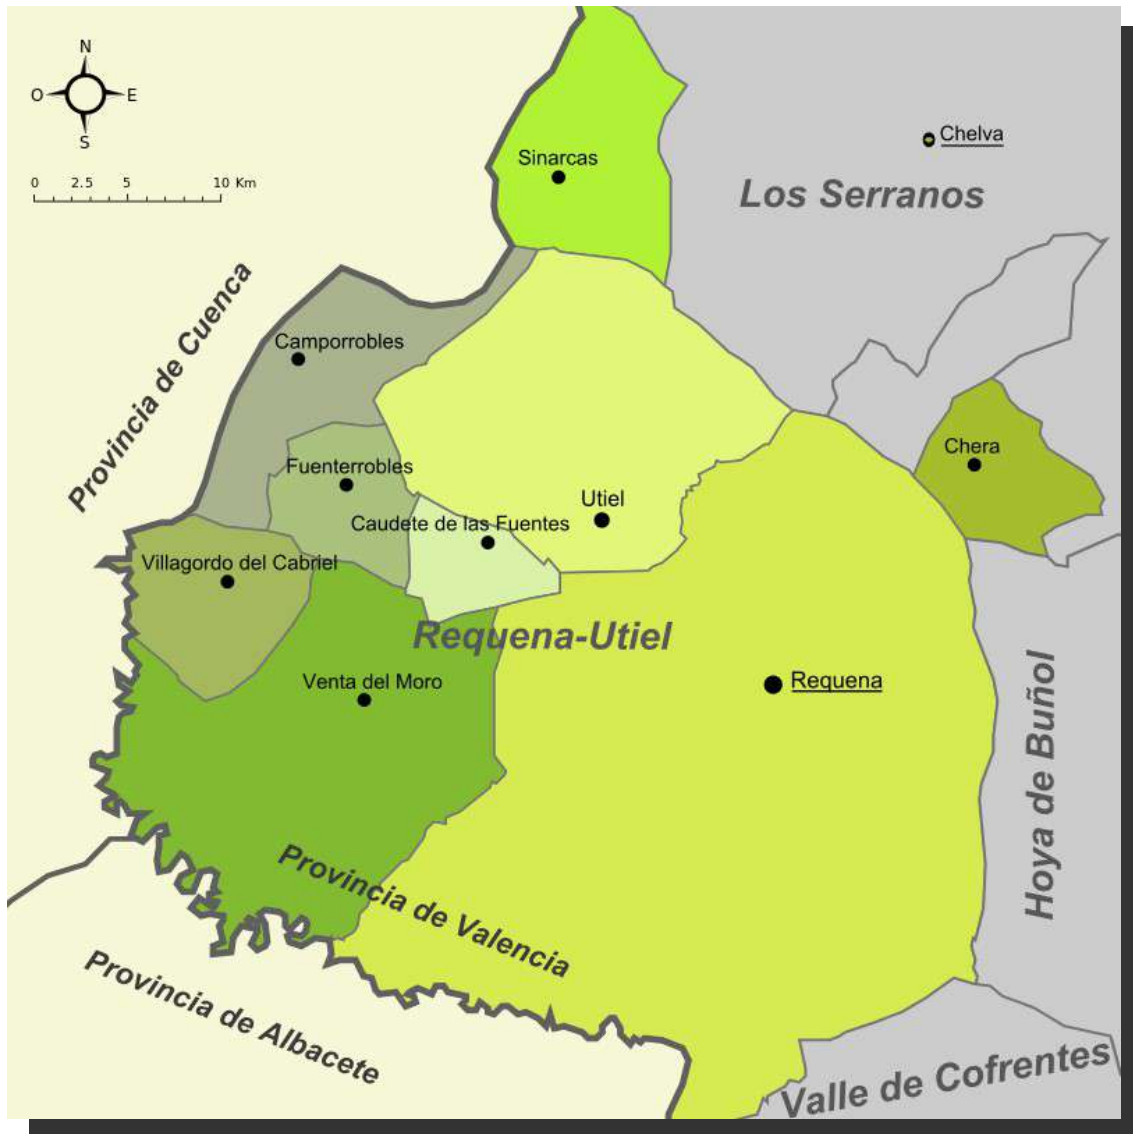 N
O
E
S
0 2.5 5 10 Km
Sinarcas
Chelva
Los Serranos
Provincia de Cuenca
Camporrobles
Fuenterrobles
Chera
Utiel
Caudete de las Fuentes
Villagordo del Cabriel
Requena-Utiel
Venta del Moro
Requena
Hoya de Buñol
Provincia de Valencia
Provincia de Albacete
Valle de Cofrentes